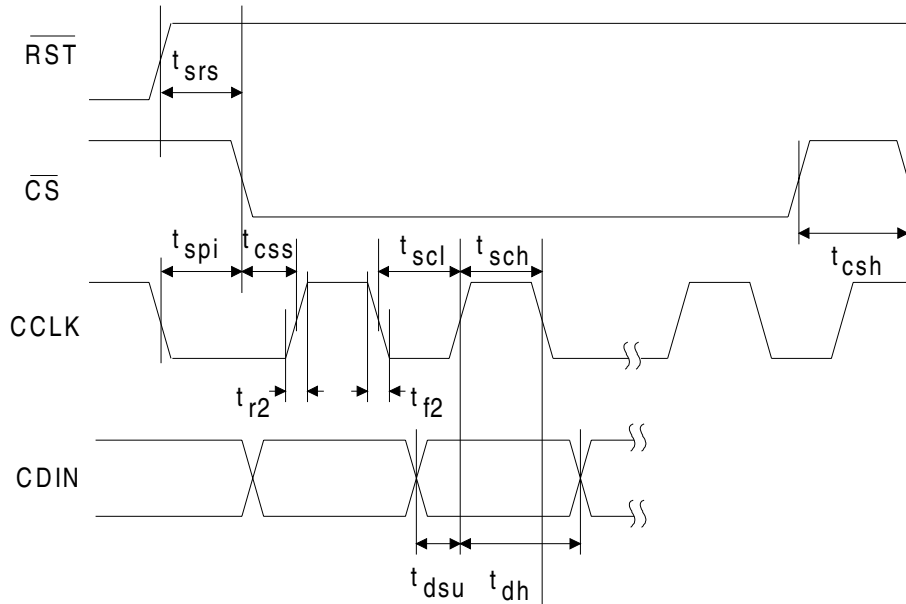 RST
t srs
CS
t spi t css t scl t sch t csh
CCLK
t r2 t f2
CDIN
t dsu t dh